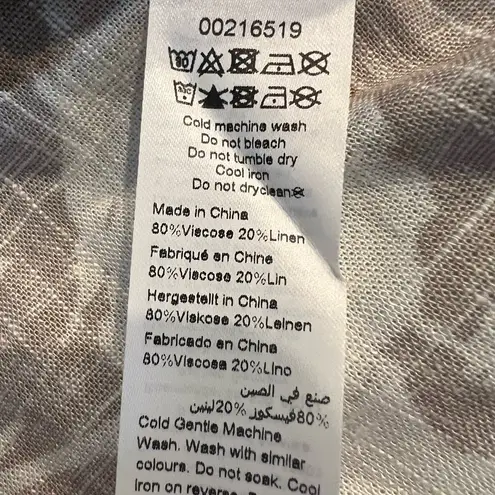 00216519
Cold machine wash
Do not bleach
Do not tumble dry
Cool iron
Do not dryclean
Made in China
80%Viscose 20%Linen
Fabriqué en Chine
80%Viscose 20%Lin
Hergestellt in China
80%Viskose 20%Leinen
Fabricado en China
80%Viscosa 20%Lino
صنع في الصين
80%فيسكوز 20%لينين
Cold Gentle Machine
Wash. Wash with similar
colours. Do not soak. Cool
iron on reverse.